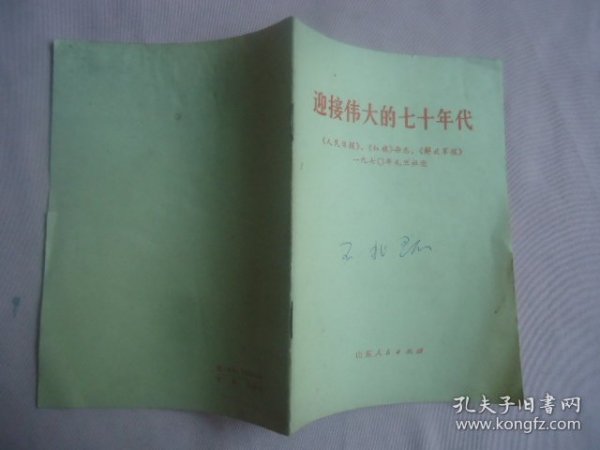 迎接伟大的七十年代
《人民日报》、《红旗》杂志、《解放军报》
一九七〇年元旦社论
山东人民出版社
孔夫子旧书网
www.kongfz.com